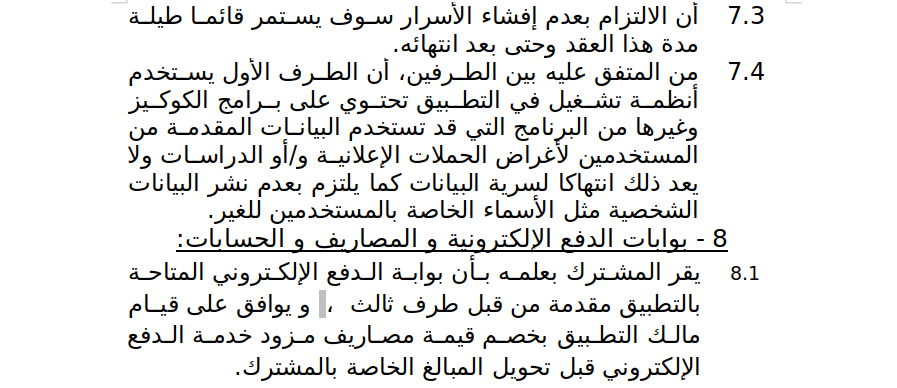 7.3 أن الالتزام بعدم إفشاء الأسرار سوف يستمر قائما طيلة
مدة هذا العقد وحتى بعد انتهائه.
7.4 من المتفق عليه بين الطرفين، أن الطرف الأول يستخدم
أنظمة تشغيل في التطبيق تحتوي على برامج الكوكيز
وغيرها من البرنامج التي قد تستخدم البيانات المقدمة من
المستخدمين لأغراض الحملات الإعلانية و/أو الدراسات ولا
يعد ذلك انتهاكا لسرية البيانات كما يلتزم بعدم نشر البيانات
الشخصية مثل الأسماء الخاصة بالمستخدمين للغير.
8 - بوابات الدفع الإلكترونية و المصاريف و الحسابات:
8.1 يقر المشترك بعلمه بأن بوابة الدفع الإلكتروني المتاحة
بالتطبيق مقدمة من قبل طرف ثالث ، و يوافق على قيام
مالك التطبيق بخصم قيمة مصاريف مزود خدمة الدفع
الإلكتروني قبل تحويل المبالغ الخاصة بالمشترك.